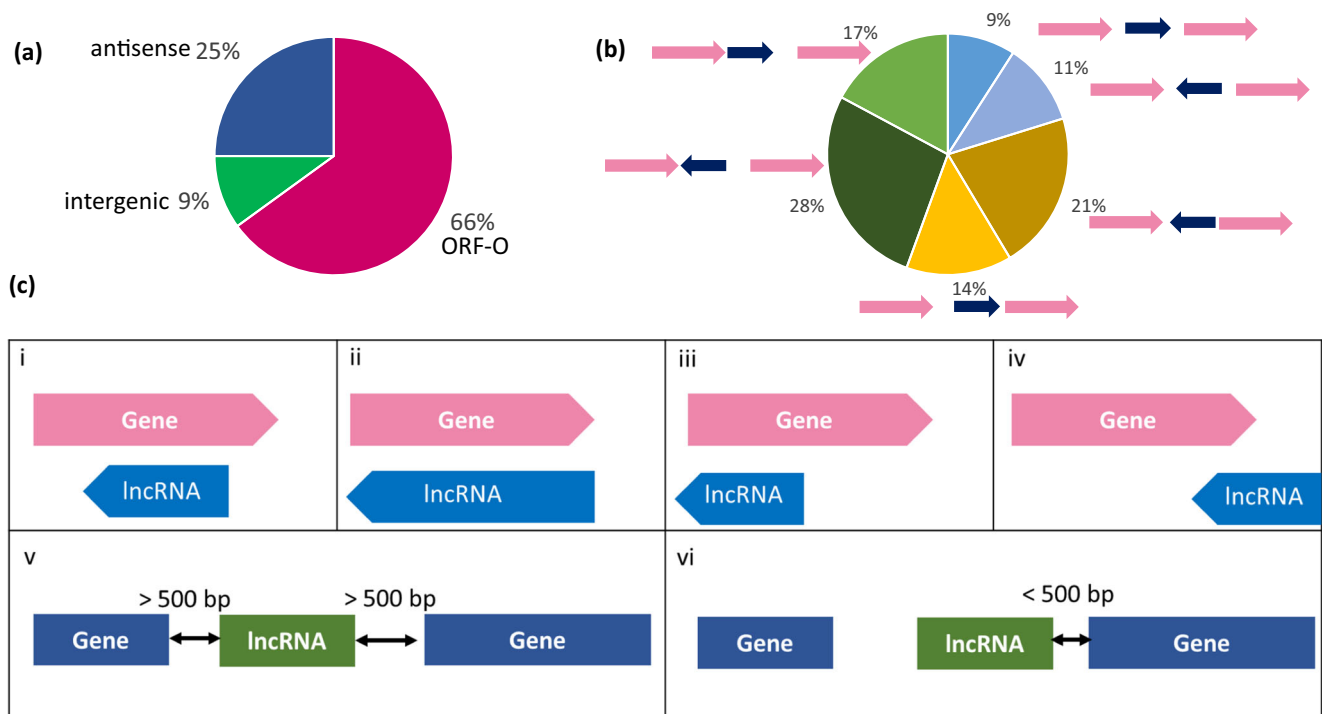 (a)
antisense 25%
intergenic 9%
66%
ORF-O
(b)
17%
9%
11%
28%
21%
14%
(c)
i
ii
iii
iv
Gene
Gene
Gene
Gene
lncRNA
lncRNA
lncRNA
lncRNA
v
vi
> 500 bp
> 500 bp
< 500 bp
Gene
lncRNA
Gene
Gene
lncRNA
Gene